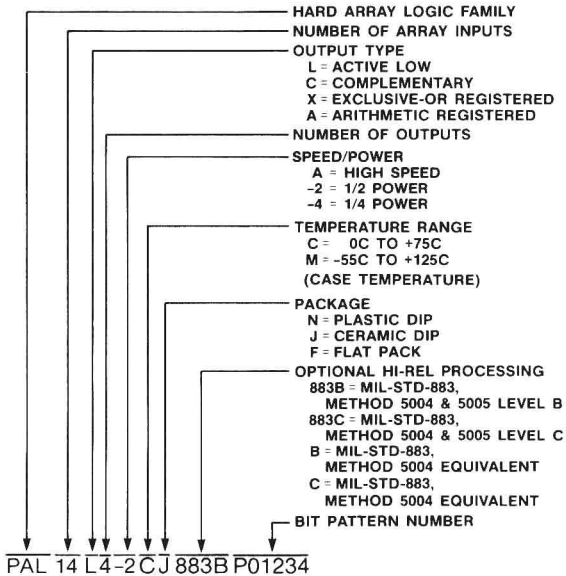 HARD ARRAY LOGIC FAMILY
NUMBER OF ARRAY INPUTS
OUTPUT TYPE
L = ACTIVE LOW
C = COMPLEMENTARY
X = EXCLUSIVE-OR REGISTERED
A = ARITHMETIC REGISTERED
NUMBER OF OUTPUTS
SPEED/POWER
A = HIGH SPEED
-2 = 1/2 POWER
-4 = 1/4 POWER
TEMPERATURE RANGE
C = 0C TO +75C
M = -55C TO +125C
(CASE TEMPERATURE)
PACKAGE
N = PLASTIC DIP
J = CERAMIC DIP
F = FLAT PACK
OPTIONAL HI-REL PROCESSING
883B = MIL-STD-883,
METHOD 5004 & 5005 LEVEL B
883C = MIL-STD-883,
METHOD 5004 & 5005 LEVEL C
B = MIL-STD-883,
METHOD 5004 EQUIVALENT
C = MIL-STD-883,
METHOD 5004 EQUIVALENT
BIT PATTERN NUMBER
PAL 14 L 4 -2 C J 883B P01234